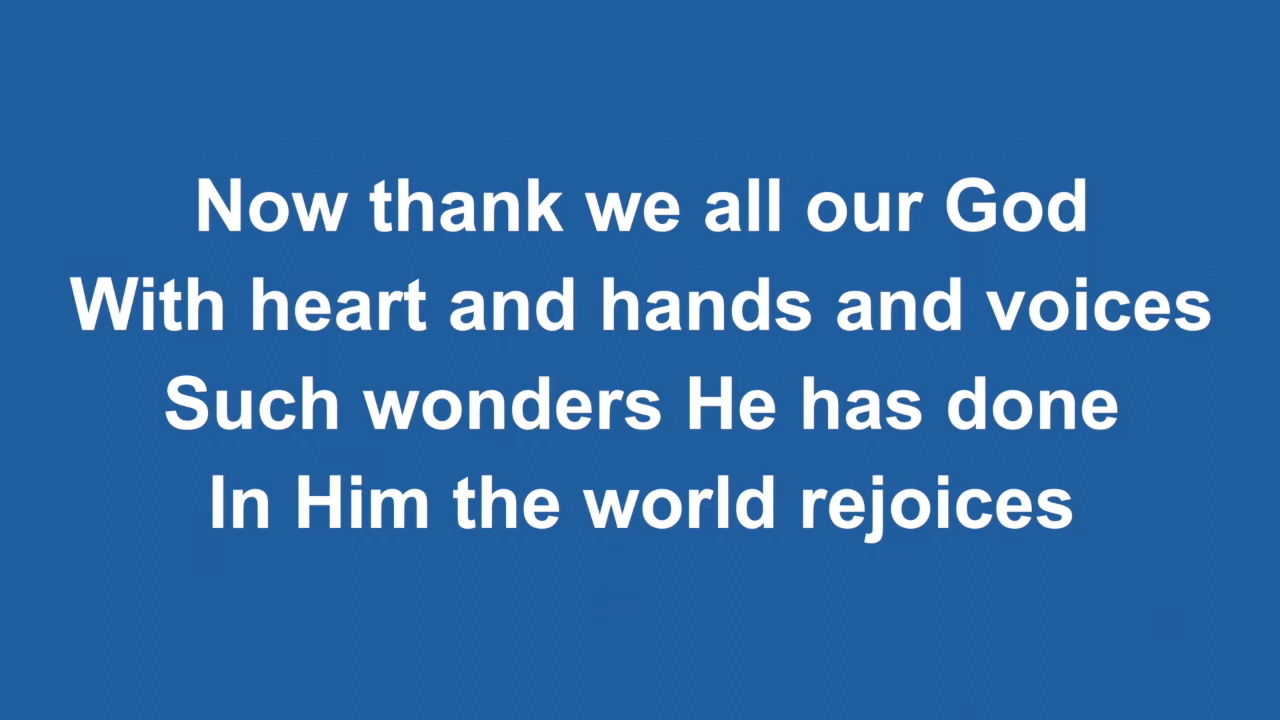 Now thank we all our God
With heart and hands and voices
Such wonders He has done
In Him the world rejoices